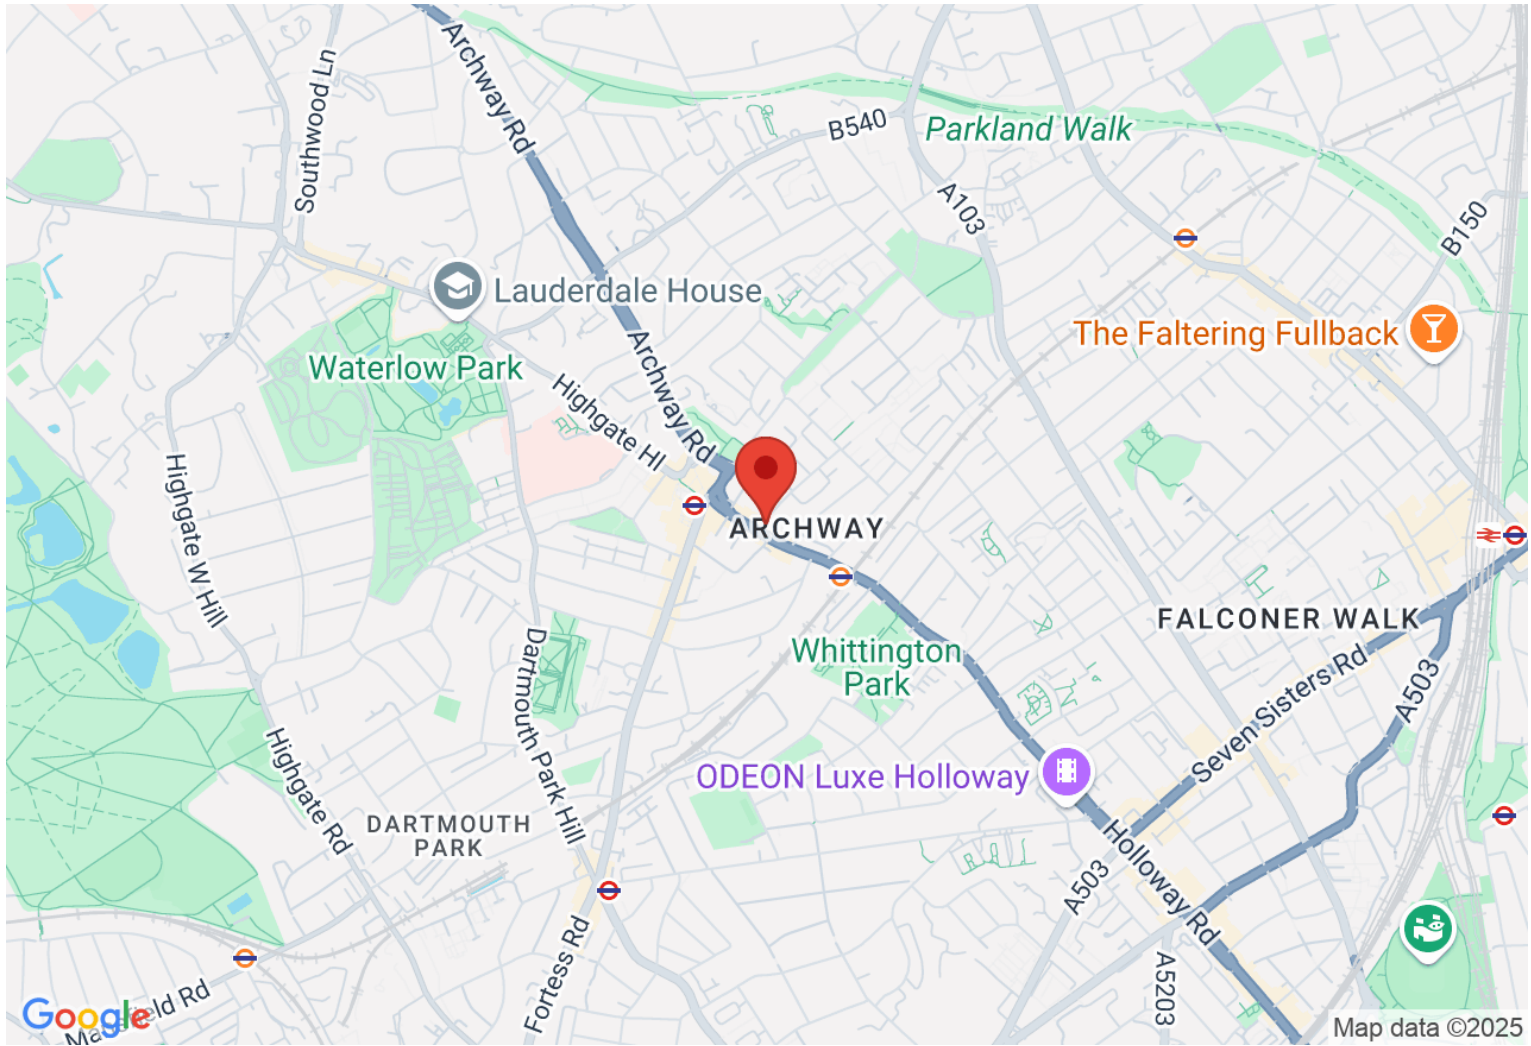 Archway Rd
Southwood Ln
B540
Parkland Walk
A103
B150
Lauderdale House
The Faltering Fullback
Waterlow Park
Archway Rd
Highgate Hl
Highgate W Hill
ARCHWAY
FALCONER WALK
Whittington
Park
Dartmouth Park Hill
Seven Sisters Rd
A503
Highgate Rd
ODEON Luxe Holloway
DARTMOUTH
PARK
Holloway Rd
A503
Fortess Rd
A5203
Google
Map data ©2025